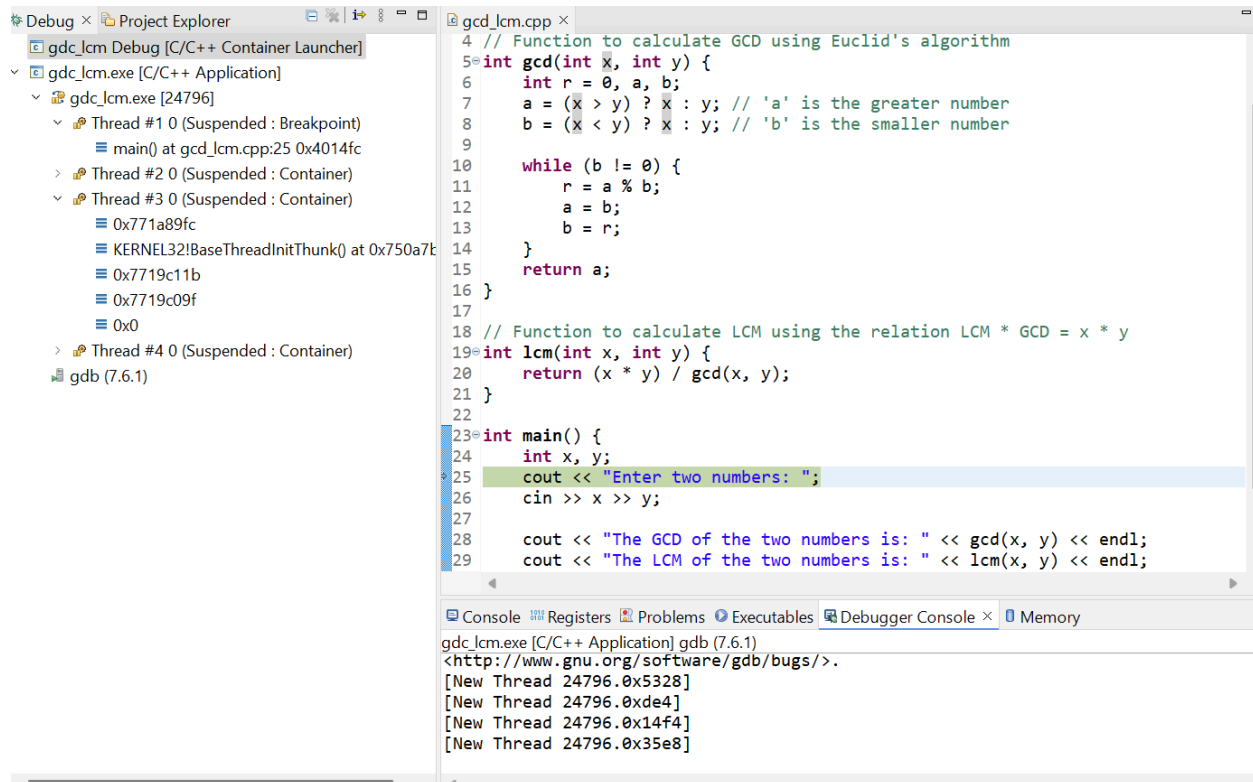 Debug × Project Explorer
gdc_lcm Debug [C/C++ Container Launcher]
gdc_lcm.exe [C/C++ Application]
gdc_lcm.exe [24796]
Thread #1 0 (Suspended : Breakpoint)
main() at gcd_lcm.cpp:25 0x4014fc
Thread #2 0 (Suspended : Container)
Thread #3 0 (Suspended : Container)
0x771a89fc
KERNEL32!BaseThreadInitThunk() at 0x750a7b
0x7719c11b
0x7719c09f
0x0
Thread #4 0 (Suspended : Container)
gdb (7.6.1)
gcd_lcm.cpp ×
4 // Function to calculate GCD using Euclid's algorithm
5 int gcd(int x, int y) {
6     int r = 0, a, b;
7     a = (x > y) ? x : y; // 'a' is the greater number
8     b = (x < y) ? x : y; // 'b' is the smaller number
9
10     while (b != 0) {
11         r = a % b;
12         a = b;
13         b = r;
14     }
15     return a;
16 }
17
18 // Function to calculate LCM using the relation LCM * GCD = x * y
19 int lcm(int x, int y) {
20     return (x * y) / gcd(x, y);
21 }
22
23 int main() {
24     int x, y;
25     cout << "Enter two numbers: ";
26     cin >> x >> y;
27
28     cout << "The GCD of the two numbers is: " << gcd(x, y) << endl;
29     cout << "The LCM of the two numbers is: " << lcm(x, y) << endl;
Console Registers Problems Executables Debugger Console × Memory
gdc_lcm.exe [C/C++ Application] gdb (7.6.1)
<http://www.gnu.org/software/gdb/bugs/>.
[New Thread 24796.0x5328]
[New Thread 24796.0xde4]
[New Thread 24796.0x14f4]
[New Thread 24796.0x35e8]